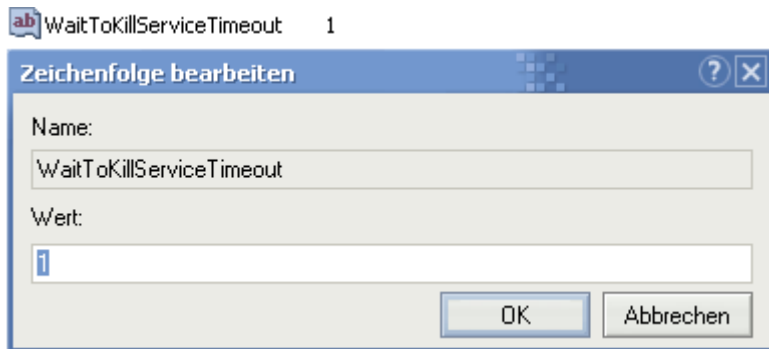 ab WaitToKillServiceTimeout 1
Zeichenfolge bearbeiten
Name:
WaitToKillServiceTimeout
Wert:
1
OK Abbrechen